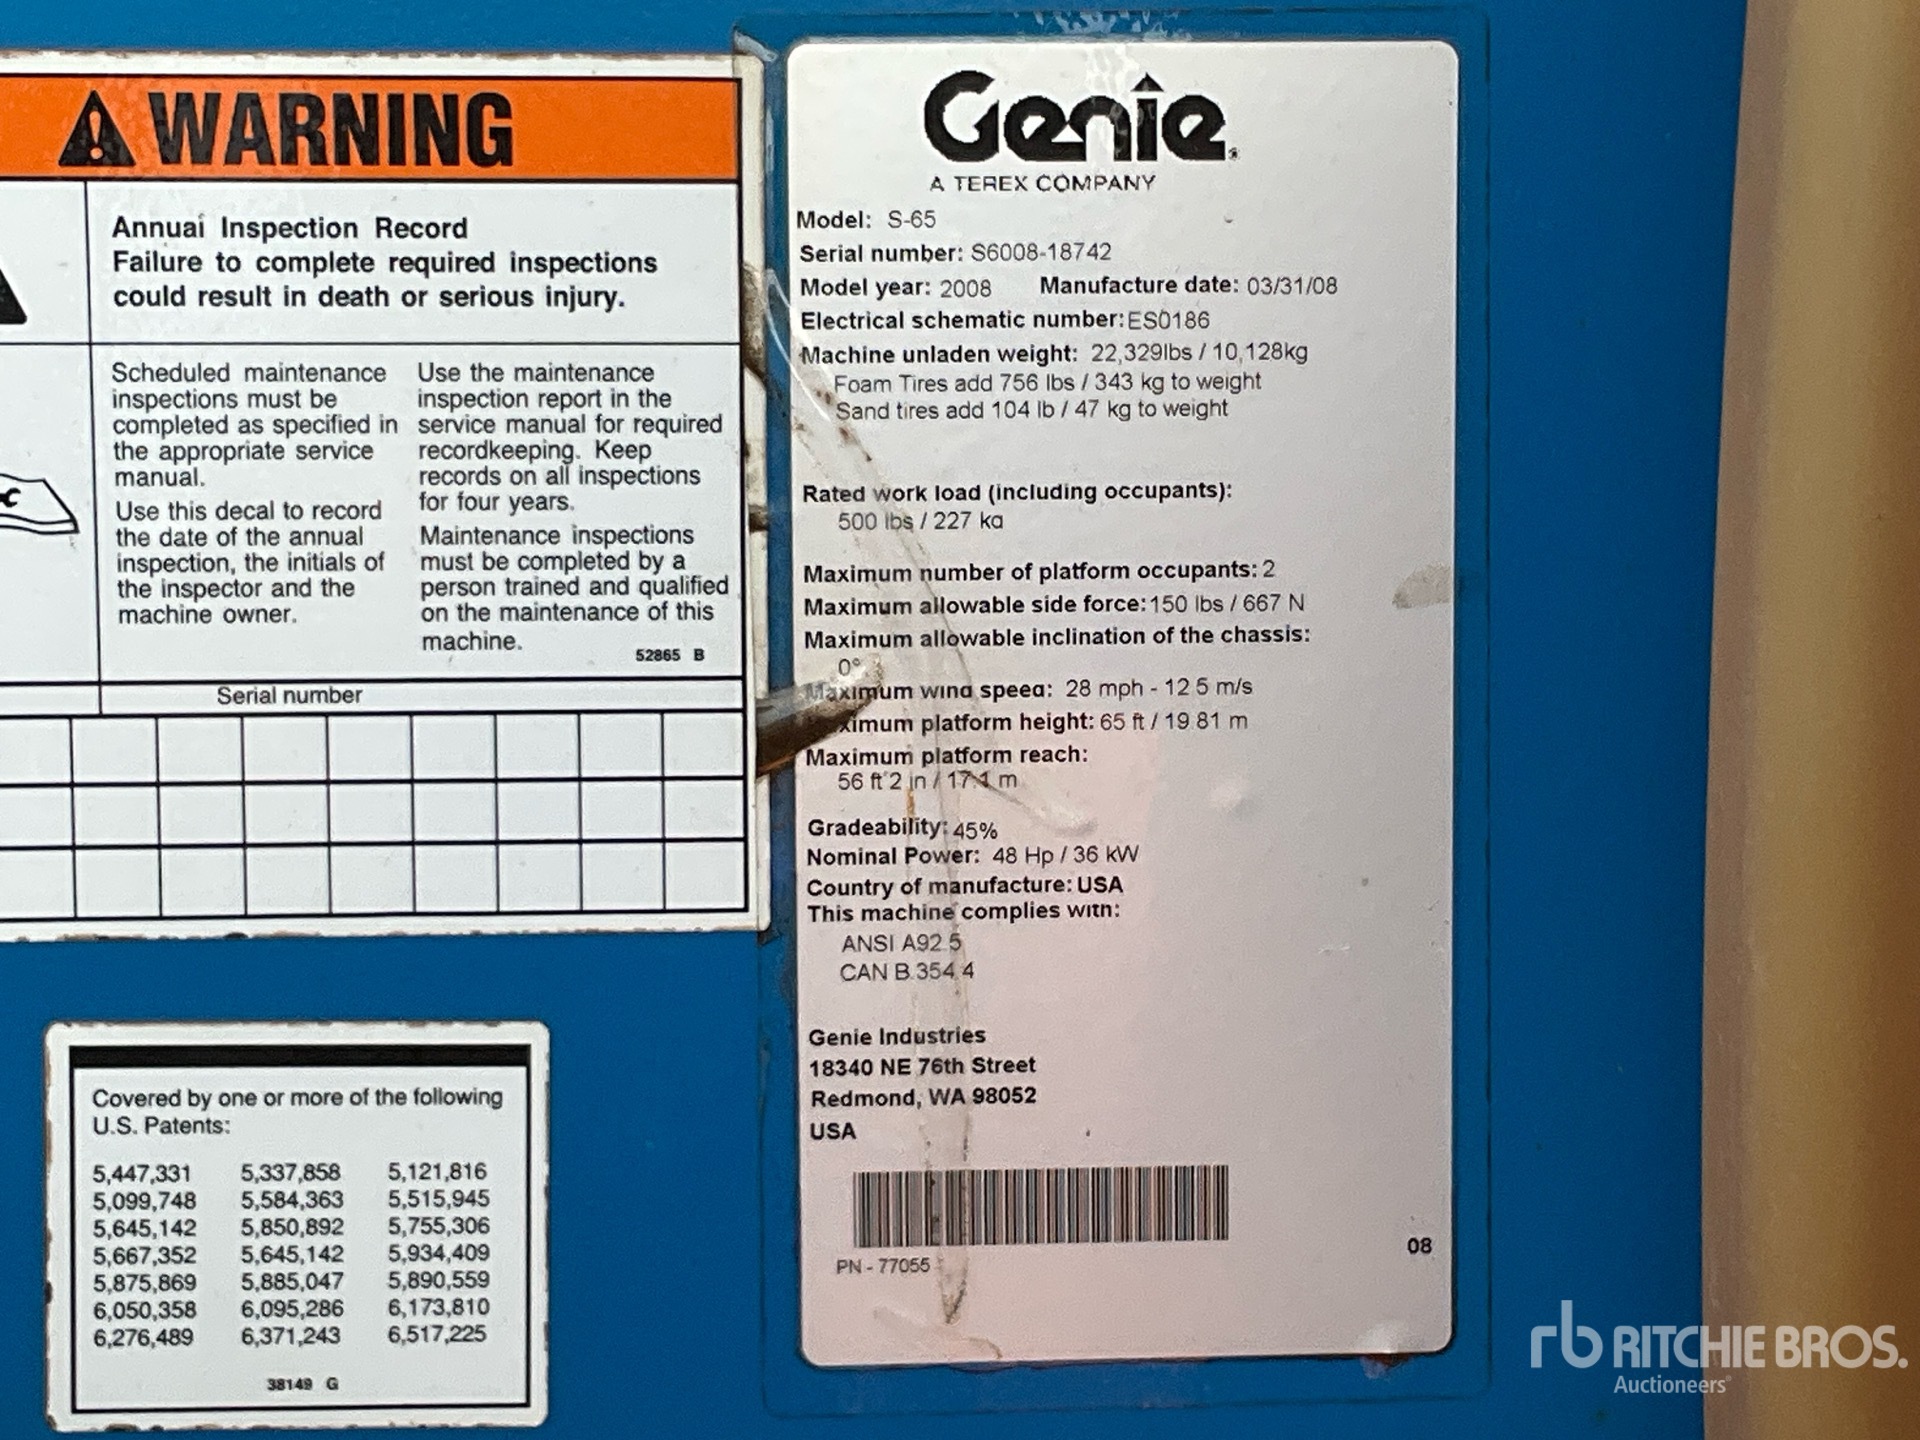 WARNING
Annual Inspection Record
Failure to complete required inspections
could result in death or serious injury.
Scheduled maintenance
inspections must be
completed as specified in
the appropriate service
manual.
Use this decal to record
the date of the annual
inspection, the initials of
the inspector and the
machine owner.
Use the maintenance
inspection report in the
service manual for required
recordkeeping. Keep
records on all inspections
for four years.
Maintenance inspections
must be completed by a
person trained and qualified
on the maintenance of this
machine.
52865 B
Serial number
Covered by one or more of the following
U.S. Patents:
5,447,331 5,337,858 5,121,816
5,099,748 5,584,363 5,515,945
5,645,142 5,850,892 5,755,306
5,667,352 5,645,142 5,934,409
5,875,869 5,885,047 5,890,559
6,050,358 6,095,286 6,173,810
6,276,489 6,371,243 6,517,225
38149 G
Genie.
A TEREX COMPANY
Model: S-65
Serial number: S6008-18742
Model year: 2008 Manufacture date: 03/31/08
Electrical schematic number: ES0186
Machine unladen weight: 22,329lbs / 10,128kg
Foam Tires add 756 lbs / 343 kg to weight
Sand tires add 104 lb / 47 kg to weight
Rated work load (including occupants):
500 lbs / 227 kg
Maximum number of platform occupants: 2
Maximum allowable side force: 150 lbs / 667 N
Maximum allowable inclination of the chassis:
0°
Maximum wind speed: 28 mph - 12.5 m/s
Maximum platform height: 65 ft / 19.81 m
Maximum platform reach:
56 ft 2 in / 17.1 m
Gradeability: 45%
Nominal Power: 48 Hp / 36 kW
Country of manufacture: USA
This machine complies with:
ANSI A92.5
CAN B.354.4
Genie Industries
18340 NE 76th Street
Redmond, WA 98052
USA
PN - 77055
08
rb RITCHIE BROS.
Auctioneers